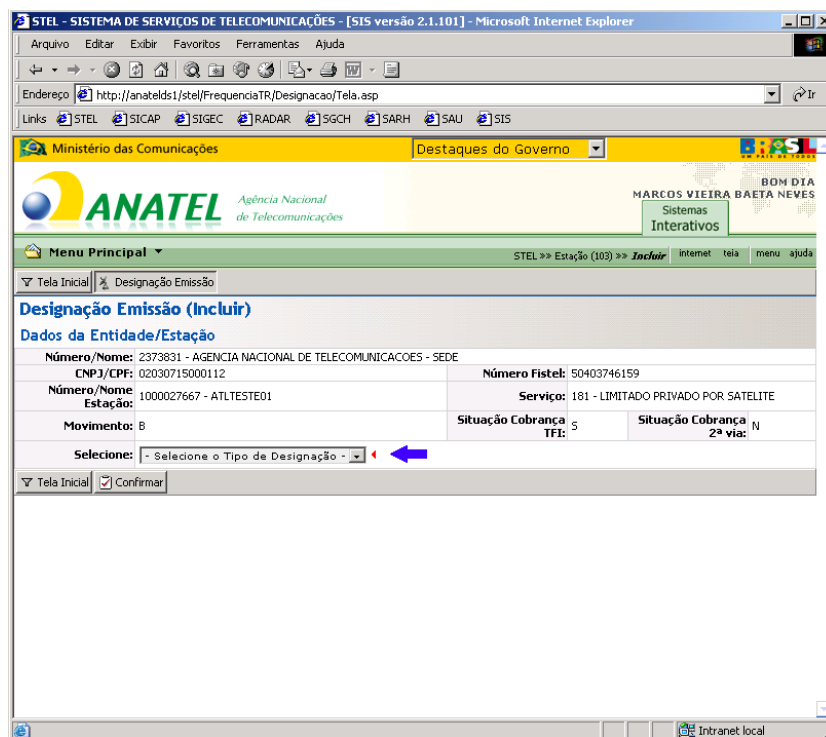 STEL - SISTEMA DE SERVIÇOS DE TELECOMUNICAÇÕES - [SIS versão 2.1.101] - Microsoft Internet Explorer
Arquivo Editar Exibir Favoritos Ferramentas Ajuda
Endereço http://anatelds1/stel/FrequenciaTR/Designacao/Tela.asp Ir
Links STEL SICAP SIGEC RADAR SGCH SARH SAU SIS
Ministério das Comunicações Destaques do Governo BRASIL
UM PAÍS DE TODOS
BOM DIA
MARCOS VIEIRA BAETA NEVES
ANATEL Agência Nacional
de Telecomunicações
Sistemas
Interativos
Menu Principal STEL »» Estação (103) »» Incluir internet teia menu ajuda
Tela Inicial Designação Emissão
Designação Emissão (Incluir)
Dados da Entidade/Estação
Número/Nome: 2373831 - AGENCIA NACIONAL DE TELECOMUNICACOES - SEDE
CNPJ/CPF: 02030715000112 Número Fistel: 50403746159
Número/Nome
Estação: 1000027667 - ATLTESTE01 Serviço: 181 - LIMITADO PRIVADO POR SATELITE
Movimento: B Situação Cobrança
TFI: S Situação Cobrança
2ª via: N
Selecione: - Selecione o Tipo de Designação -
Tela Inicial Confirmar
Intranet local